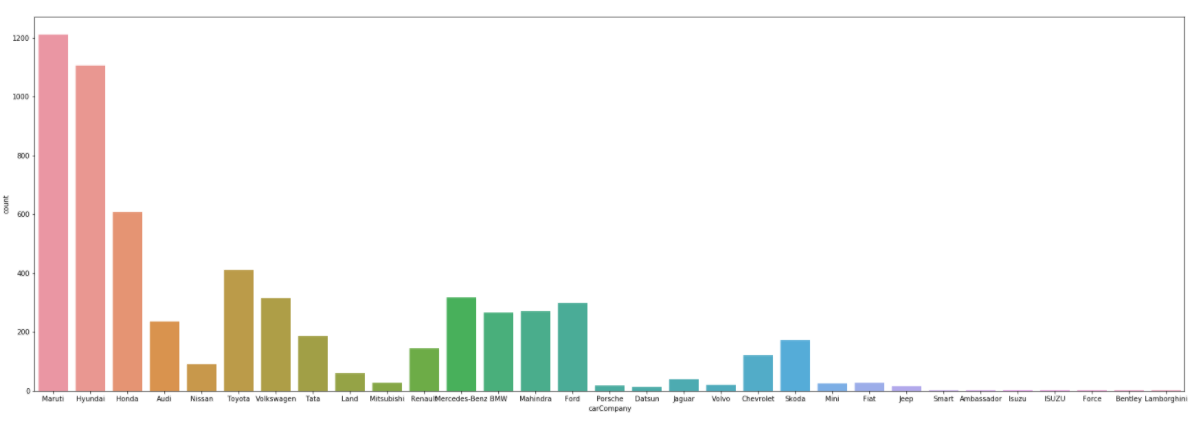 1200
1000
800
600
400
200
0
count
Maruti Hyundai Honda Audi Nissan Toyota Volkswagen Tata Land Mitsubishi Renault Mercedes-Benz BMW Mahindra Ford Porsche Datsun Jaguar Volvo Chevrolet Skoda Mini Fiat Jeep Smart Ambassador Isuzu ISUZU Force Bentley Lamborghini
carCompany